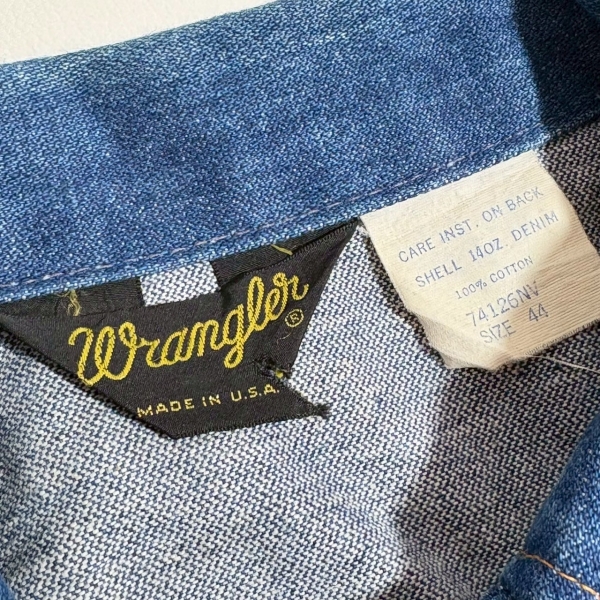 Wrangler ®
MADE IN U.S.A.
CARE INST. ON BACK
SHELL 14OZ. DENIM
100% COTTON
74126NV
SIZE 44